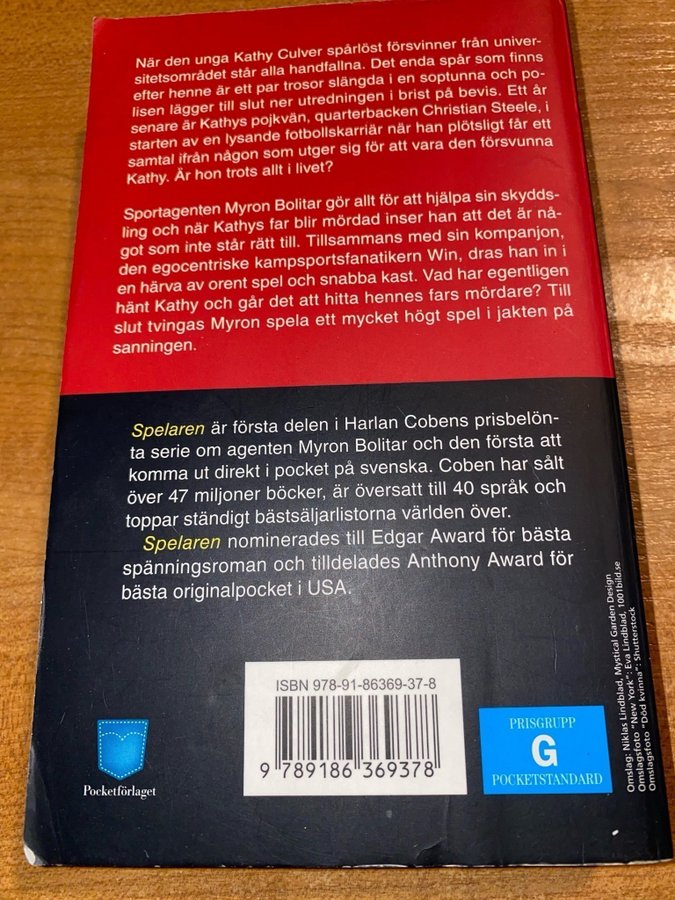 När den unga Kathy Culver spårlöst försvinner från univer-
sitetsområdet står alla handfallna. Det enda spår som finns
efter henne är ett par trosor slängda i en soptunna och po-
lisen lägger till slut ner utredningen i brist på bevis. Ett år
senare är Kathys pojkvän, quarterbacken Christian Steele, i
starten av en lysande fotbollskarriär när han plötsligt får ett
samtal ifrån någon som utger sig för att vara den försvunna
Kathy. Är hon trots allt i livet?
Sportagenten Myron Bolitar gör allt för att hjälpa sin skydds-
ling och när Kathys far blir mördad inser han att det är nå-
got som inte står rätt till. Tillsammans med sin kompanjon,
den egocentriske kampsportsfanatikern Win, dras han in i
en härva av orent spel och snabba kast. Vad har egentligen
hänt Kathy och går det att hitta hennes fars mördare? Till
slut tvingas Myron spela ett mycket högt spel i jakten på
sanningen.
Spelaren är första delen i Harlan Cobens prisbelön-
ta serie om agenten Myron Bolitar och den första att
komma ut direkt i pocket på svenska. Coben har sålt
över 47 miljoner böcker, är översatt till 40 språk och
toppar ständigt bästsäljarlistorna världen över.
Spelaren nominerades till Edgar Award för bästa
spänningsroman och tilldelades Anthony Award för
bästa originalpocket i USA.
ISBN 978-91-86369-37-8
9 789186 369378
Pocketförlaget
PRISGRUPP
G
POCKETSTANDARD
Omslag: Niklas Lindblad, Mystical Garden Design
Omslagsfoto "New York": Eva Lindblad, 1001bild.se
Omslagsfoto "Död kvinna": Shutterstock